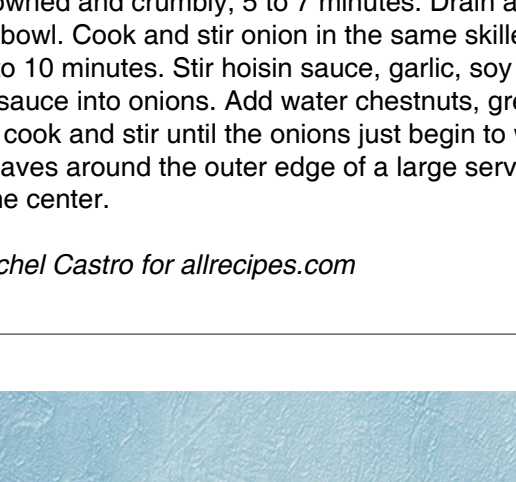 owned and crumbly, 5 to 7 minutes. Drain a
bowl. Cook and stir onion in the same skille
to 10 minutes. Stir hoisin sauce, garlic, soy
sauce into onions. Add water chestnuts, gre
cook and stir until the onions just begin to w
aves around the outer edge of a large serv
he center.
chel Castro for allrecipes.com